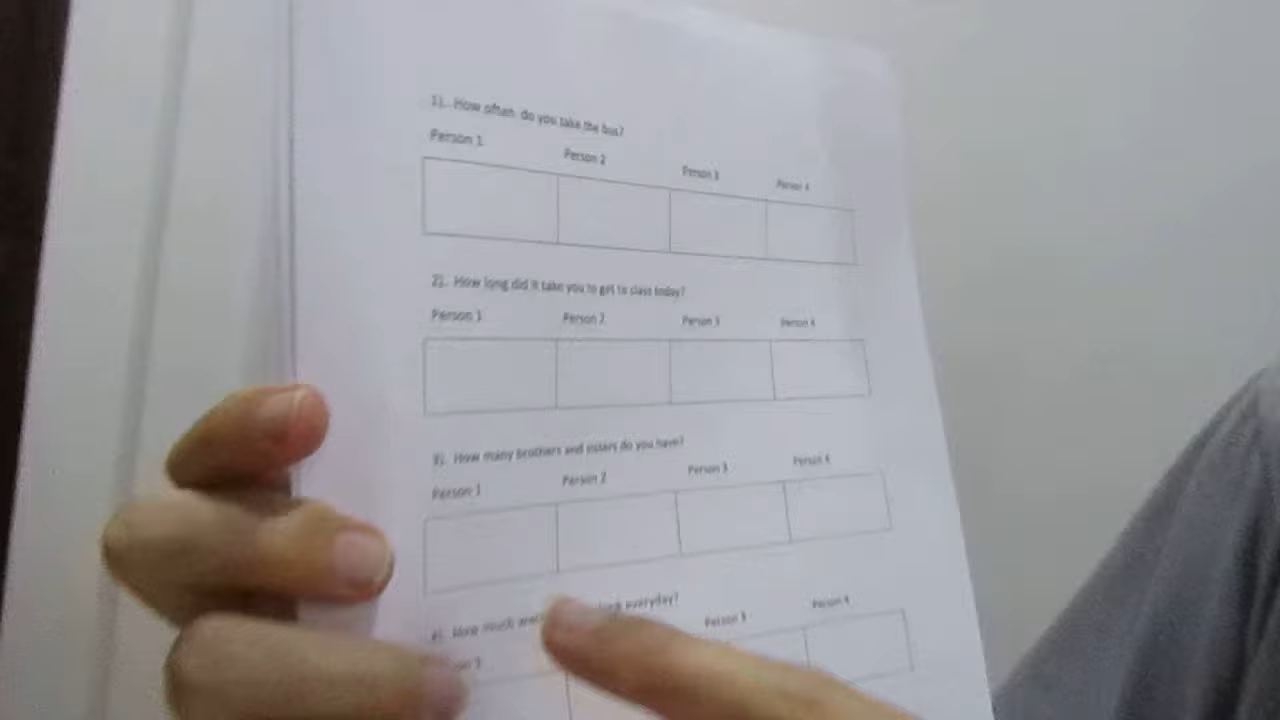 1). How often do you take the bus?
Person 1 Person 2 Person 3 Person 4
2). How long did it take you to get to class today?
Person 1 Person 2 Person 3 Person 4
3). How many brothers and sisters do you have?
Person 1 Person 2 Person 3 Person 4
4). How much everyday?
Person 3 Person 4